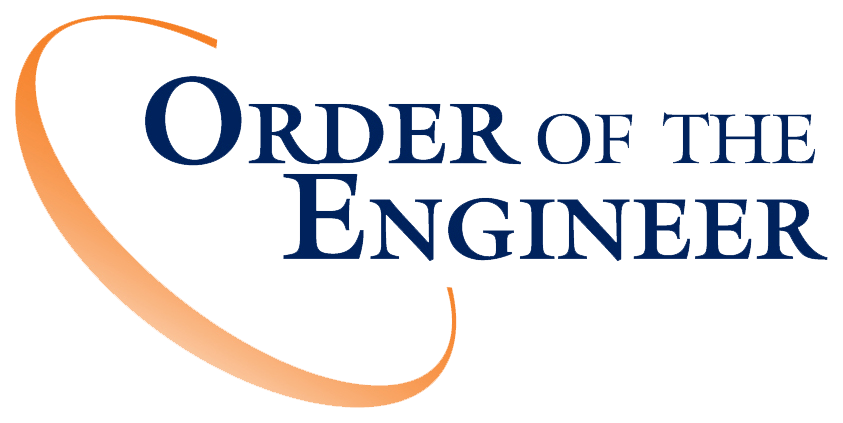 ORDER OF THE
ENGINEER